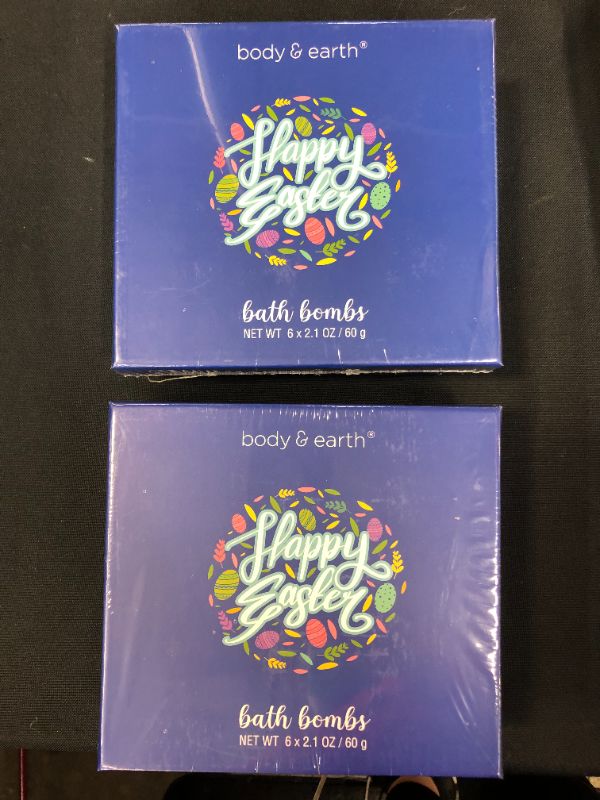 body & earth®
Happy
Easter
bath bombs
NET WT 6 x 2.1 OZ / 60 g
body & earth®
Happy
Easter
bath bombs
NET WT 6 x 2.1 OZ / 60 g